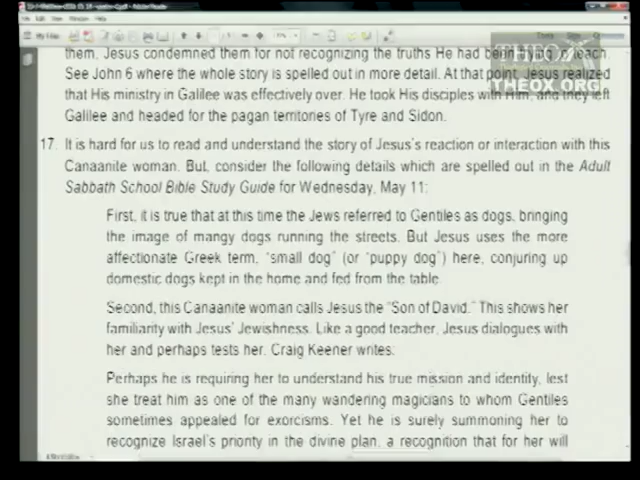 them. Jesus condemned them for not recognizing the truths He had been teach.
See John 6 where the whole story is spelled out in more detail. At that point, Jesus realized
that His ministry in Galilee was effectively over. He took His disciples with Him, and they left
Galilee and headed for the pagan territories of Tyre and Sidon.
THEOX
THEOX.ORG
17. It is hard for us to read and understand the story of Jesus's reaction or interaction with this
Canaanite woman. But, consider the following details which are spelled out in the Adult
Sabbath School Bible Study Guide for Wednesday, May 11:
First, it is true that at this time the Jews referred to Gentiles as dogs, bringing
the image of mangy dogs running the streets. But Jesus uses the more
affectionate Greek term, "small dog" (or "puppy dog") here, conjuring up
domestic dogs kept in the home and fed from the table.
Second, this Canaanite woman calls Jesus the "Son of David." This shows her
familiarity with Jesus' Jewishness. Like a good teacher, Jesus dialogues with
her and perhaps tests her. Craig Keener writes:
Perhaps he is requiring her to understand his true mission and identity, lest
she treat him as one of the many wandering magicians to whom Gentiles
sometimes appealed for exorcisms. Yet he is surely summoning her to
recognize Israel's priority in the divine plan, a recognition that for her will